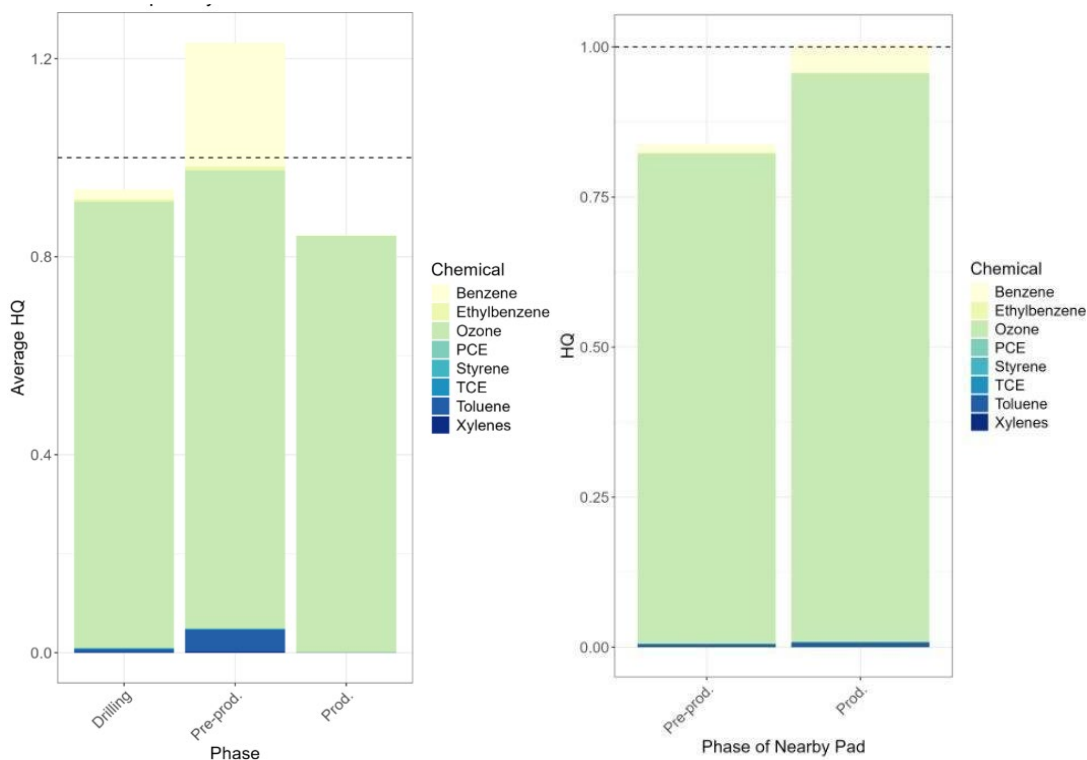 1.2
0.8
0.4
0.0
Average HQ
Drilling
Pre-prod.
Prod.
Phase
Chemical
Benzene
Ethylbenzene
Ozone
PCE
Styrene
TCE
Toluene
Xylenes
1.00
0.75
0.50
0.25
0.00
HQ
Pre-prod.
Prod.
Phase of Nearby Pad
Chemical
Benzene
Ethylbenzene
Ozone
PCE
Styrene
TCE
Toluene
Xylenes